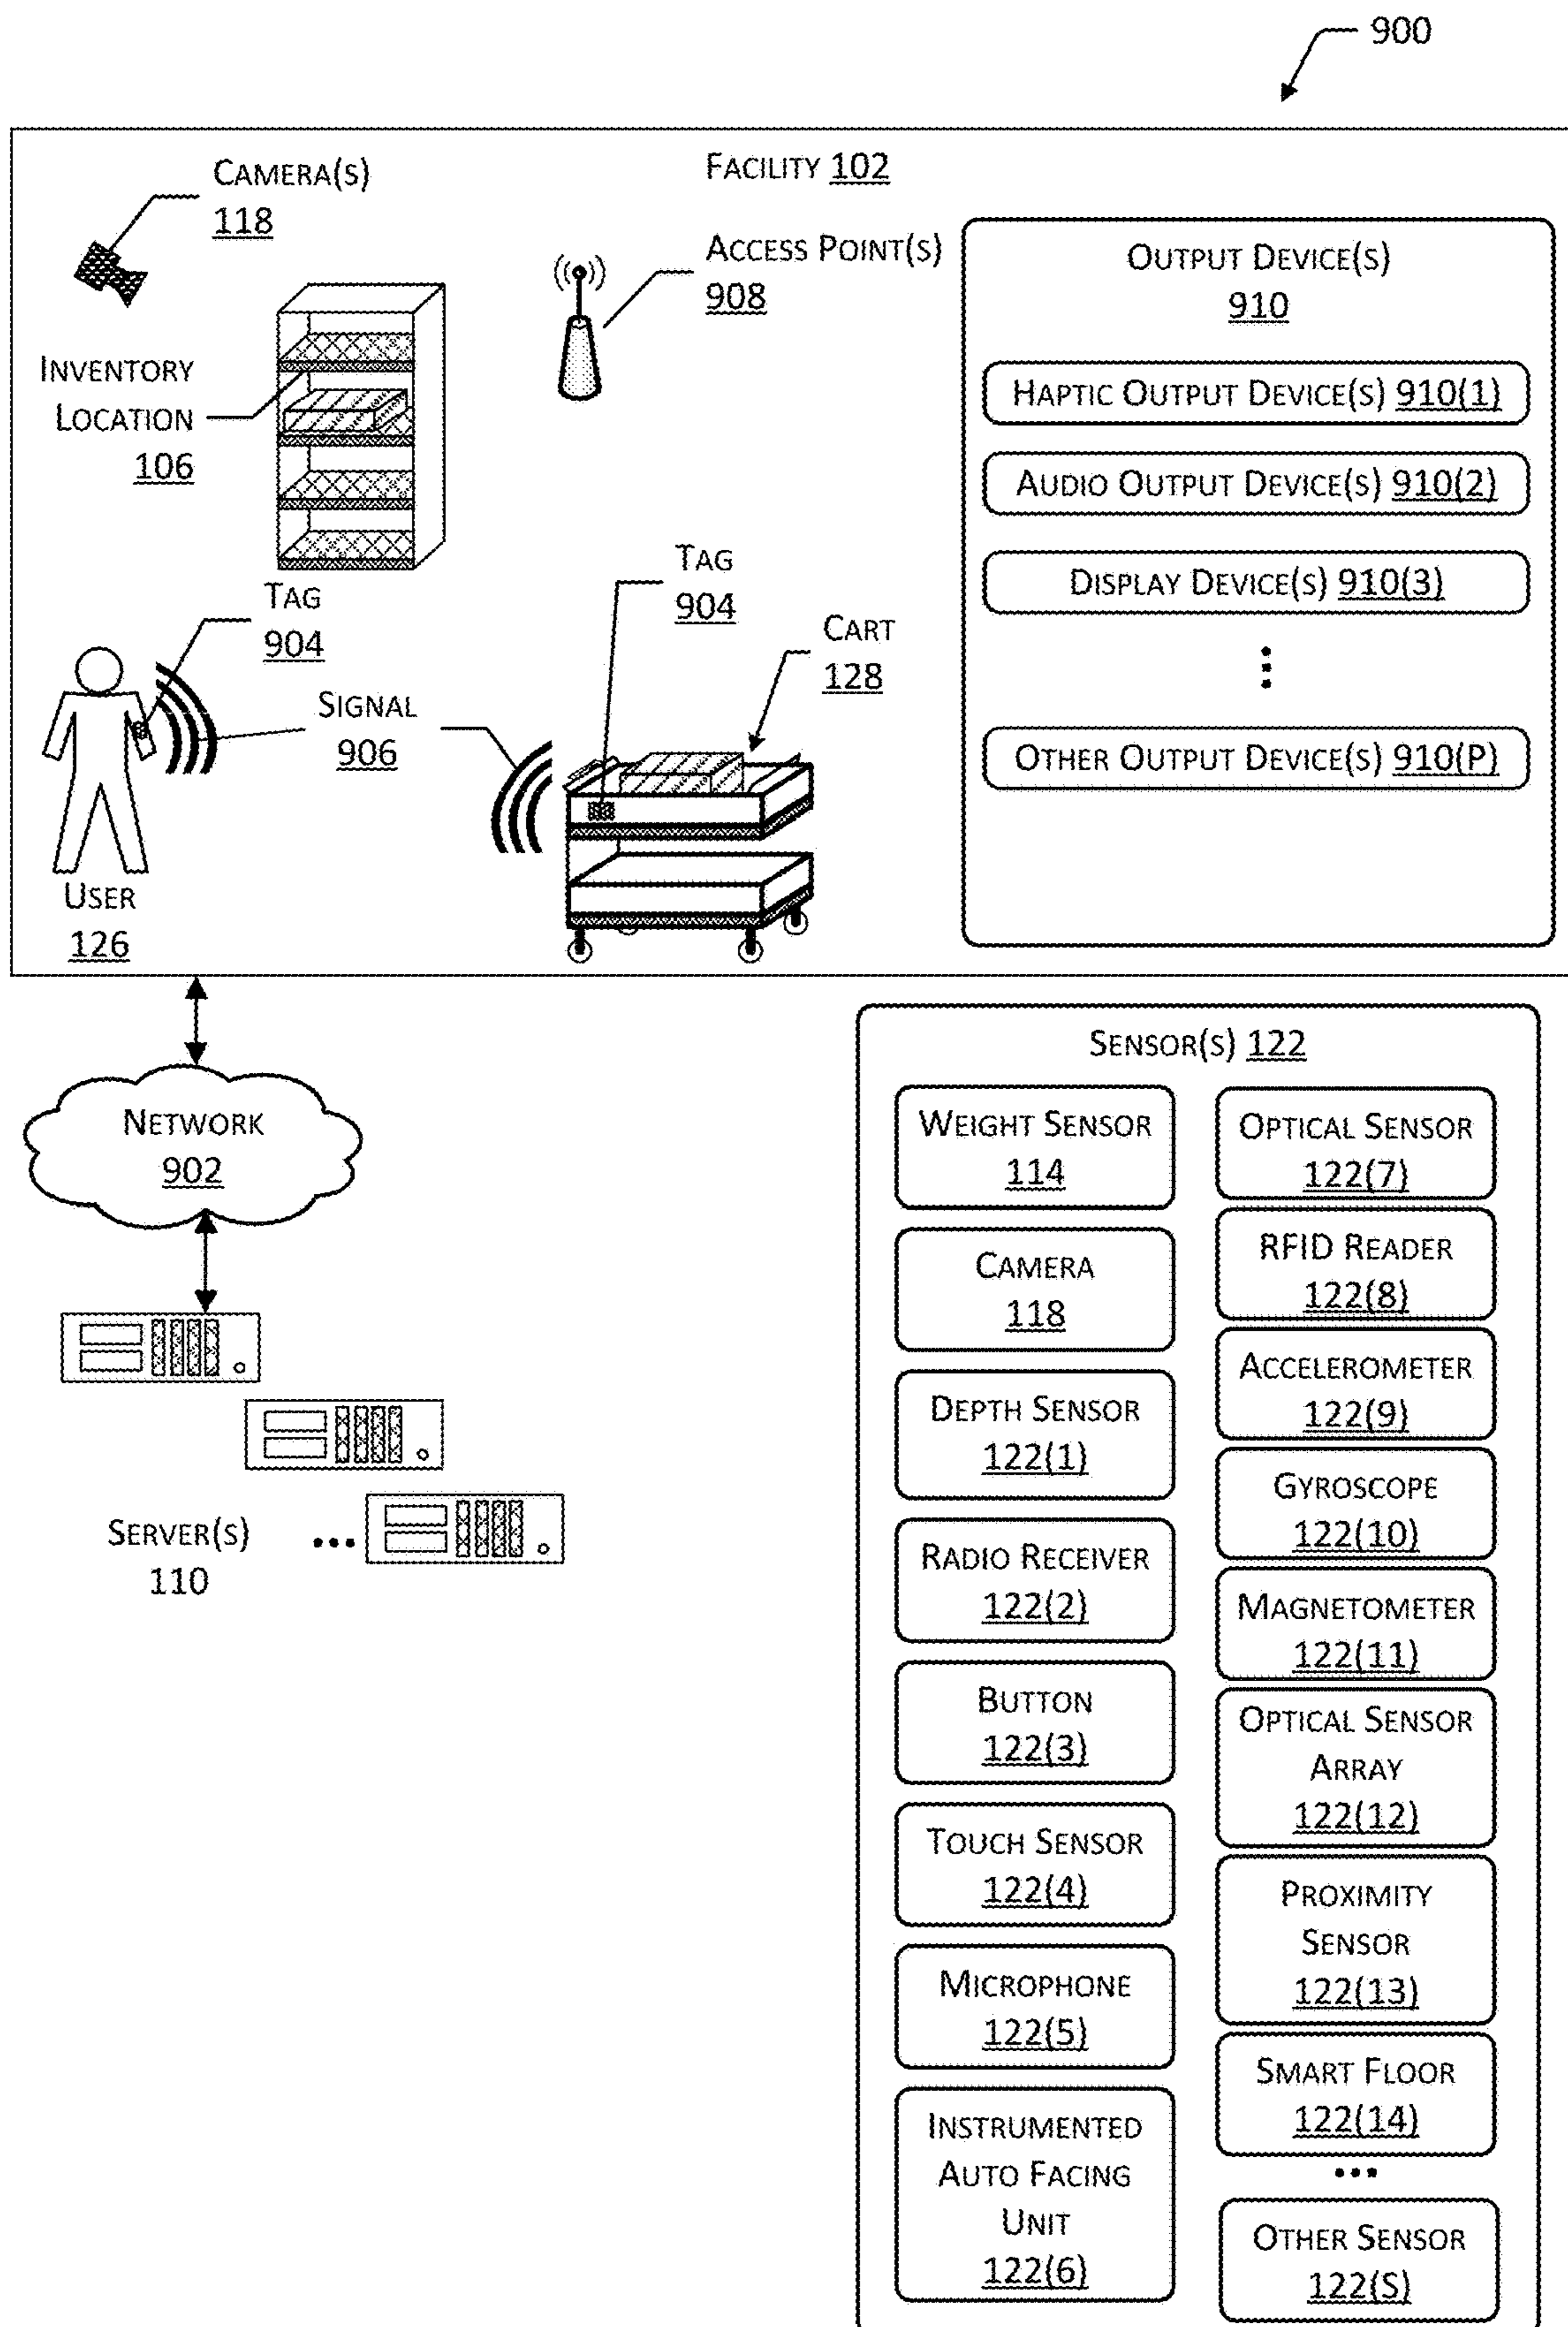 900
FACILITY 102
CAMERA(S)
118
ACCESS POINT(S)
908
INVENTORY
LOCATION
106
TAG
904
TAG
904
CART
128
SIGNAL
906
USER
126
OUTPUT DEVICE(S)
910
HAPTIC OUTPUT DEVICE(S) 910(1)
AUDIO OUTPUT DEVICE(S) 910(2)
DISPLAY DEVICE(S) 910(3)
OTHER OUTPUT DEVICE(S) 910(P)
NETWORK
902
SERVER(S)
110
SENSOR(S) 122
WEIGHT SENSOR
114
CAMERA
118
DEPTH SENSOR
122(1)
RADIO RECEIVER
122(2)
BUTTON
122(3)
TOUCH SENSOR
122(4)
MICROPHONE
122(5)
INSTRUMENTED
AUTO FACING
UNIT
122(6)
OPTICAL SENSOR
122(7)
RFID READER
122(8)
ACCELEROMETER
122(9)
GYROSCOPE
122(10)
MAGNETOMETER
122(11)
OPTICAL SENSOR
ARRAY
122(12)
PROXIMITY
SENSOR
122(13)
SMART FLOOR
122(14)
OTHER SENSOR
122(S)